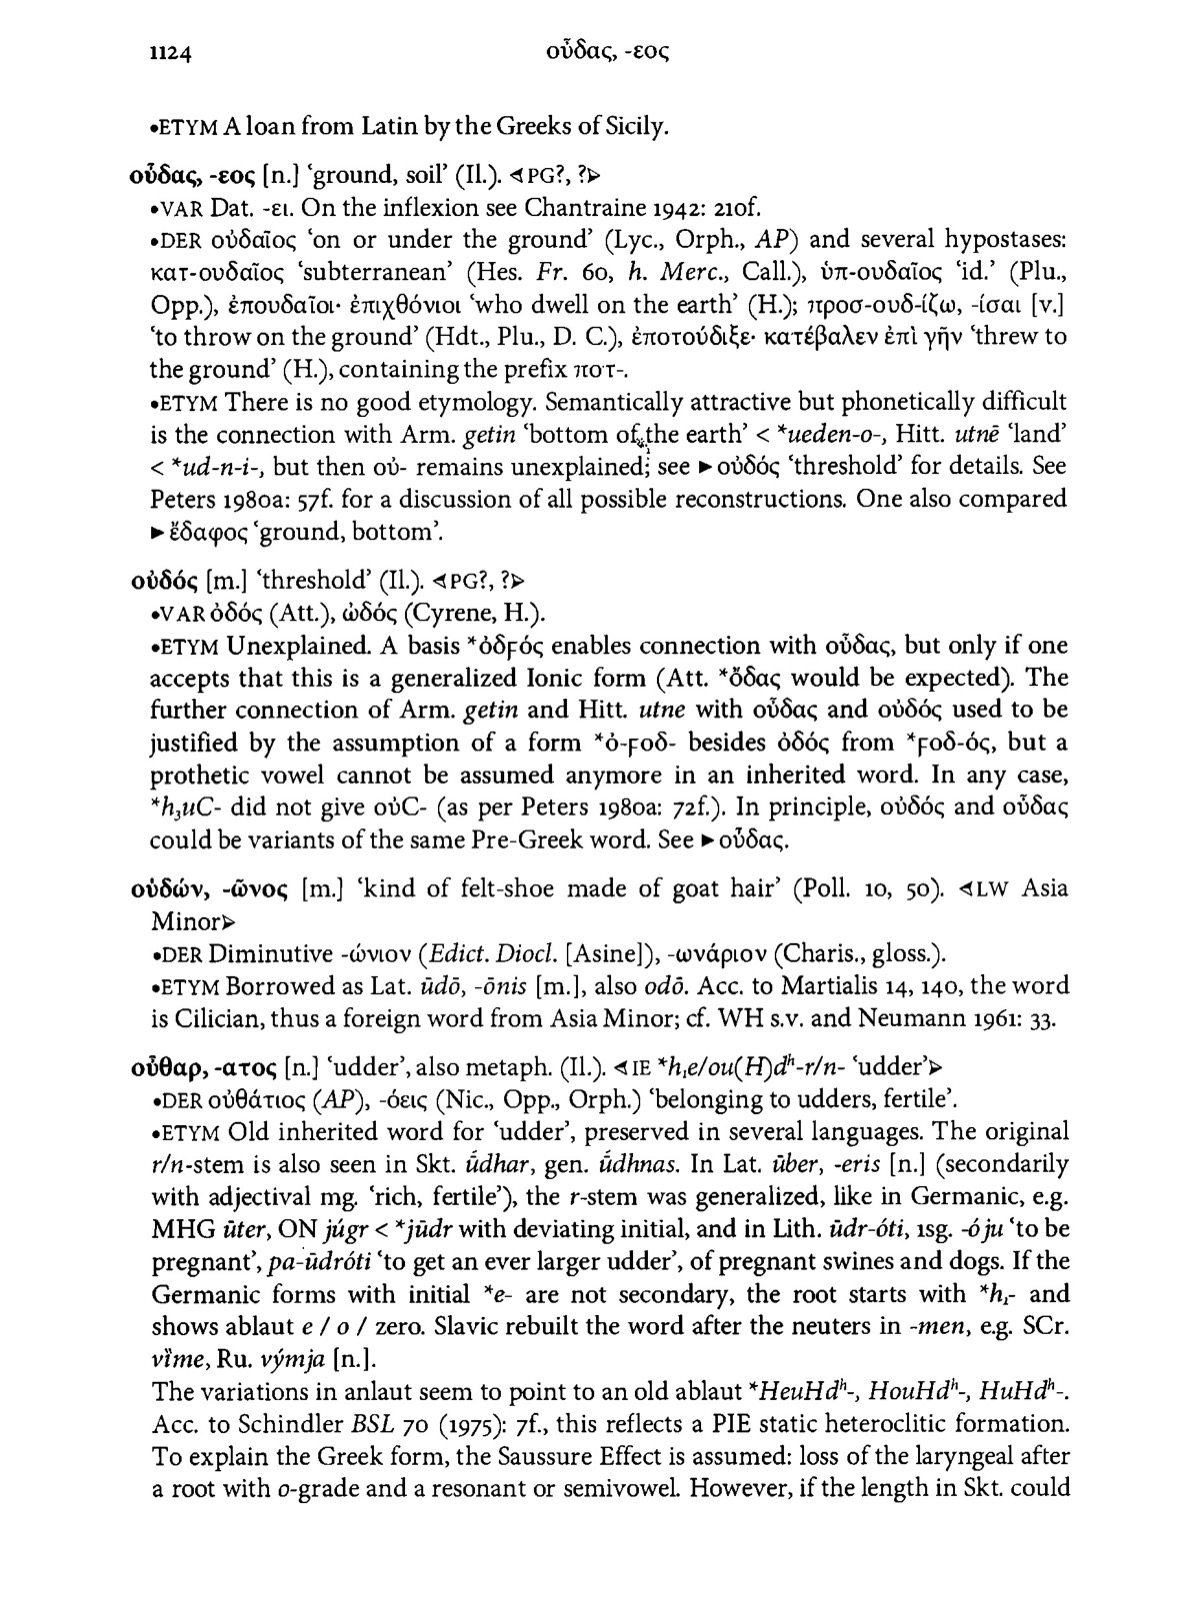 1124 οὖδας, -εος
•ETYM A loan from Latin by the Greeks of Sicily.
οὖδας, -εος [n.] ‘ground, soil’ (Il.). ⊲PG?, ?⊳
•VAR Dat. -ει. On the inflexion see Chantraine 1942: 210f.
•DER οὐδαῖος ‘on or under the ground’ (Lyc., Orph., AP) and several hypostases:
κατ-ουδαῖος ‘subterranean’ (Hes. Fr. 60, h. Merc., Call.), ὑπ-ουδαῖος ‘id.’ (Plu.,
Opp.), ἐπουδαῖοι· ἐπιχθόνιοι ‘who dwell on the earth’ (H.); προσ-ουδ-ίζω, -ίσαι [v.]
‘to throw on the ground’ (Hdt., Plu., D. C.), ἐποτούδιξε· κατέβαλεν ἐπὶ γῆν ‘threw to
the ground’ (H.), containing the prefix ποτ-.
•ETYM There is no good etymology. Semantically attractive but phonetically difficult
is the connection with Arm. getin ‘bottom of the earth’ < *ueden-o-, Hitt. utnē ‘land’
< *ud-n-i-, but then οὐ- remains unexplained; see ►οὐδός ‘threshold’ for details. See
Peters 1980a: 57f. for a discussion of all possible reconstructions. One also compared
►ἔδαφος ‘ground, bottom’.
οὐδός [m.] ‘threshold’ (Il.). ⊲PG?, ?⊳
•VAR ὀδός (Att.), ὠδός (Cyrene, H.).
•ETYM Unexplained. A basis *ὀδϝός enables connection with οὖδας, but only if one
accepts that this is a generalized Ionic form (Att. *ὄδας would be expected). The
further connection of Arm. getin and Hitt. utne with οὖδας and οὐδός used to be
justified by the assumption of a form *ὀ-ϝοδ- besides ὀδός from *ϝοδ-ός, but a
prothetic vowel cannot be assumed anymore in an inherited word. In any case,
*h₃uC- did not give οὐC- (as per Peters 1980a: 72f.). In principle, οὐδός and οὖδας
could be variants of the same Pre-Greek word. See ►οὖδας.
οὐδών, -ῶνος [m.] ‘kind of felt-shoe made of goat hair’ (Poll. 10, 50). ⊲LW Asia
Minor⊳
•DER Diminutive -ώνιον (Edict. Diocl. [Asine]), -ωνάριον (Charis., gloss.).
•ETYM Borrowed as Lat. ūdō, -ōnis [m.], also odō. Acc. to Martialis 14, 140, the word
is Cilician, thus a foreign word from Asia Minor; cf. WH s.v. and Neumann 1961: 33.
οὖθαρ, -ατος [n.] ‘udder’, also metaph. (Il.). ⊲IE *h₁e/ou(H)dʰ-r/n- ‘udder’⊳
•DER οὐθάτιος (AP), -όεις (Nic., Opp., Orph.) ‘belonging to udders, fertile’.
•ETYM Old inherited word for ‘udder’, preserved in several languages. The original
r/n-stem is also seen in Skt. ū́dhar, gen. ū́dhnas. In Lat. ūber, -eris [n.] (secondarily
with adjectival mg. ‘rich, fertile’), the r-stem was generalized, like in Germanic, e.g.
MHG ūter, ON júgr < *jūdr with deviating initial, and in Lith. ūdr-óti, 1sg. -óju ‘to be
pregnant’, pa-ūdróti ‘to get an ever larger udder’, of pregnant swines and dogs. If the
Germanic forms with initial *e- are not secondary, the root starts with *h₁- and
shows ablaut e / o / zero. Slavic rebuilt the word after the neuters in -men, e.g. SCr.
vȉme, Ru. výmja [n.].
The variations in anlaut seem to point to an old ablaut *HeuHdʰ-, HouHdʰ-, HuHdʰ-.
Acc. to Schindler BSL 70 (1975): 7f., this reflects a PIE static heteroclitic formation.
To explain the Greek form, the Saussure Effect is assumed: loss of the laryngeal after
a root with o-grade and a resonant or semivowel. However, if the length in Skt. could